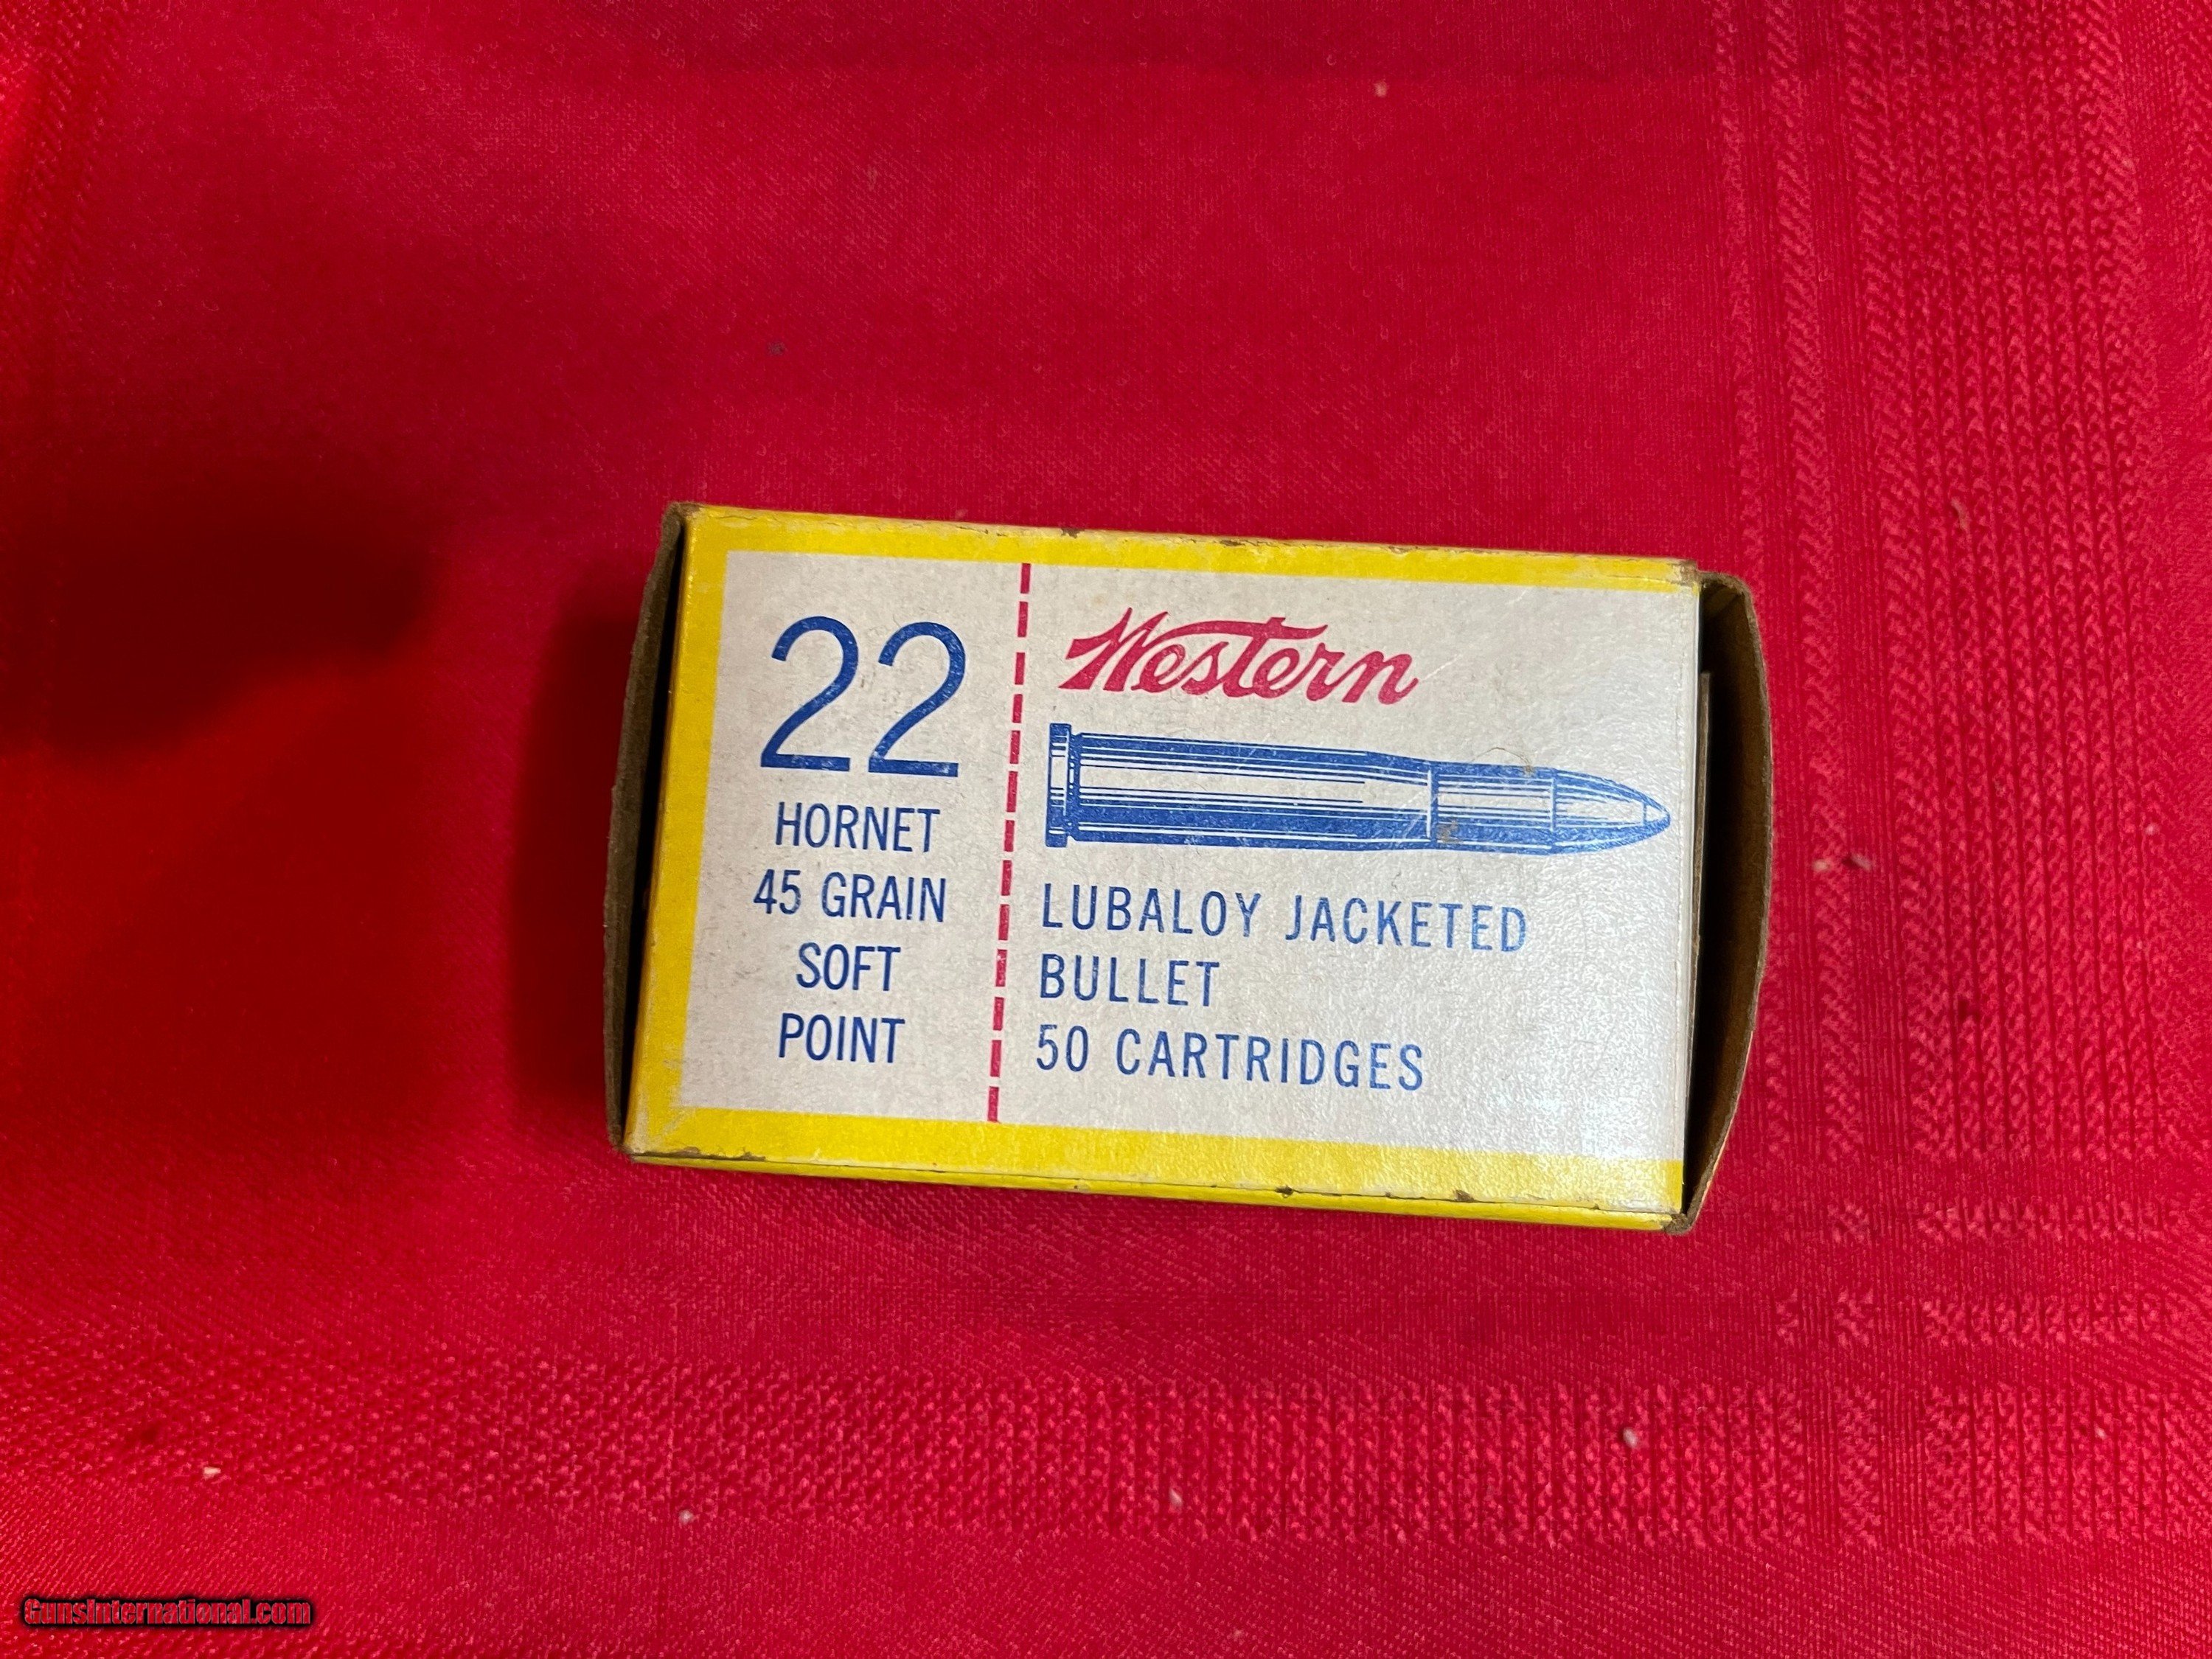 22
HORNET
45 GRAIN
SOFT
POINT
Western
LUBALOY JACKETED
BULLET
50 CARTRIDGES
GunsInternational.com